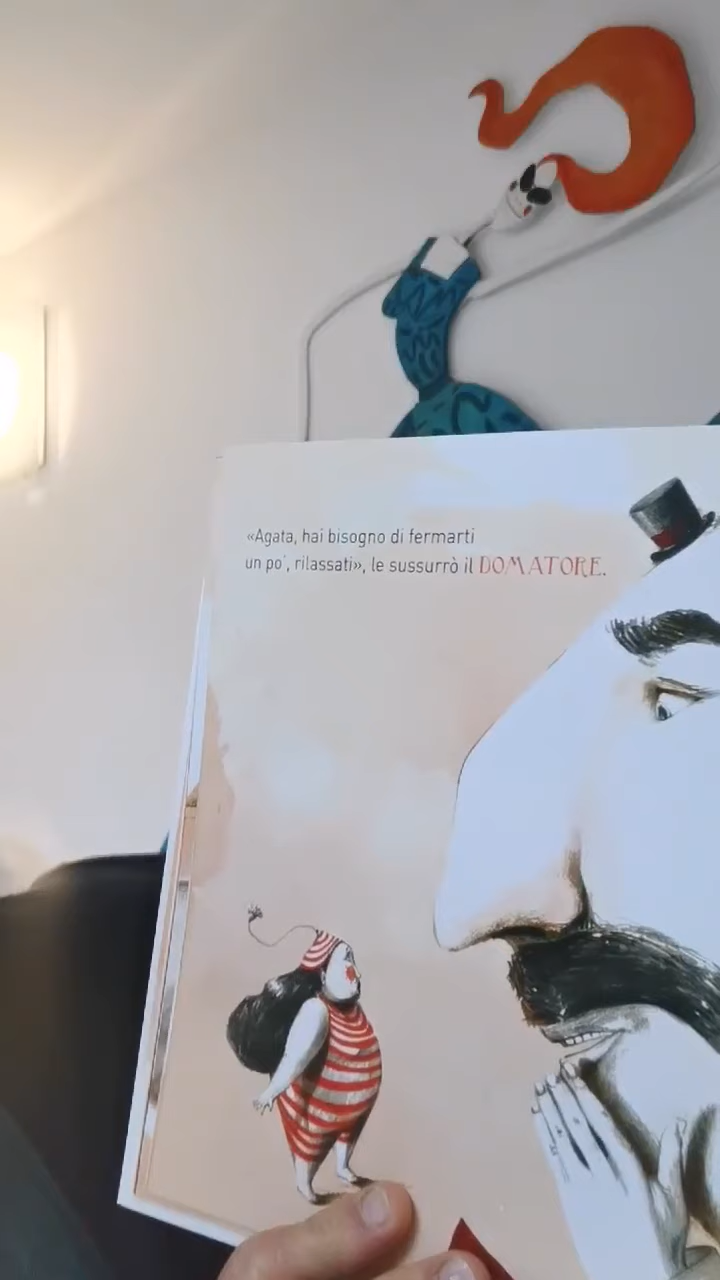 «Agata, hai bisogno di fermarti
un po', rilassati», le sussurrò il DOMATORE.